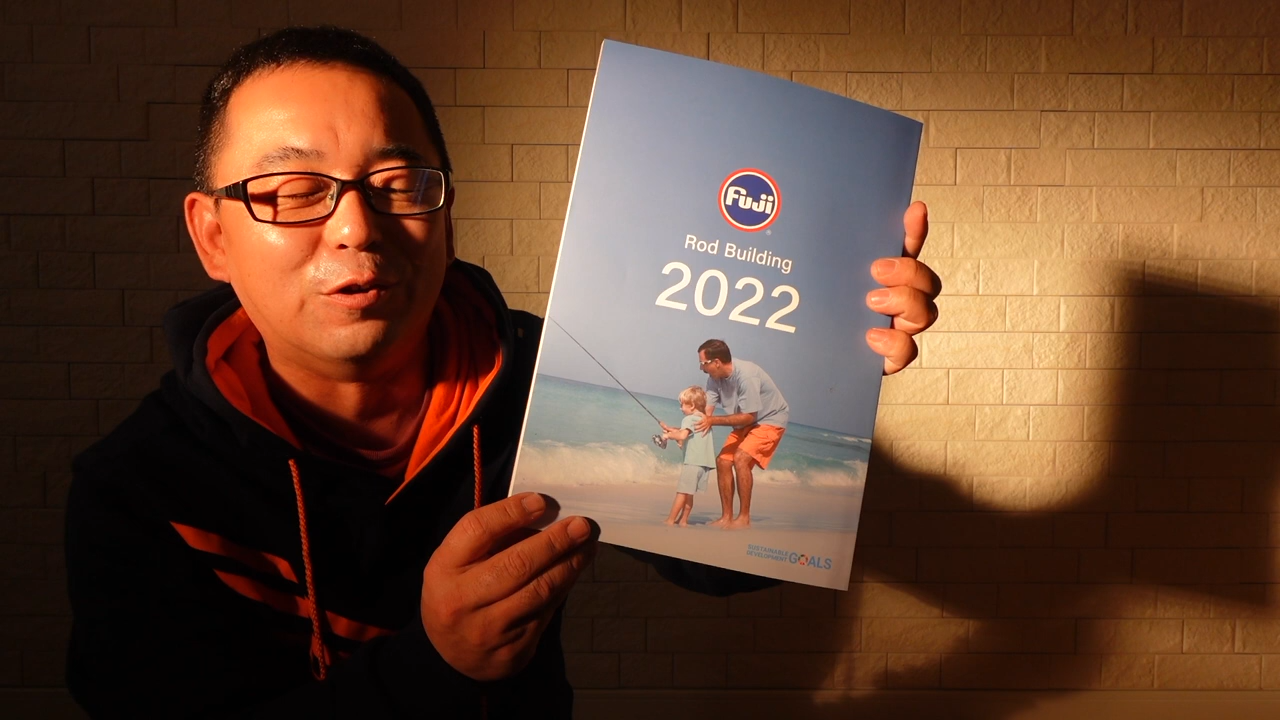 Fuji
Rod Building
2022
SUSTAINABLE
DEVELOPMENT
GOALS